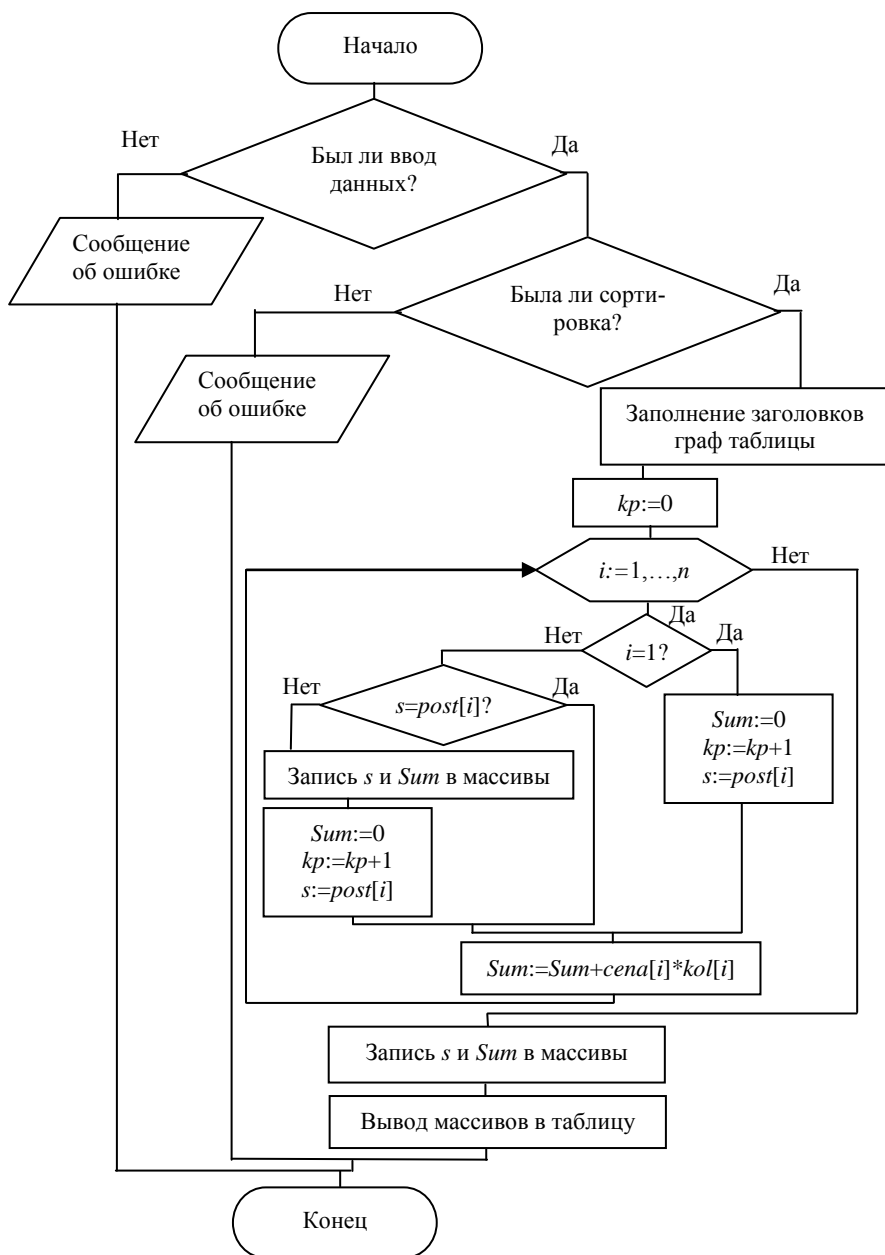 Начало
Нет
Да
Был ли ввод
данных?
Сообщение
об ошибке
Нет
Да
Была ли сорти-
ровка?
Сообщение
об ошибке
Заполнение заголовков
граф таблицы
kp:=0
i:=1,…,n
Нет
Да
Нет
Да
i=1?
Нет
Да
s=post[i]?
Sum:=0
kp:=kp+1
s:=post[i]
Запись s и Sum в массивы
Sum:=0
kp:=kp+1
s:=post[i]
Sum:=Sum+cena[i]*kol[i]
Запись s и Sum в массивы
Вывод массивов в таблицу
Конец